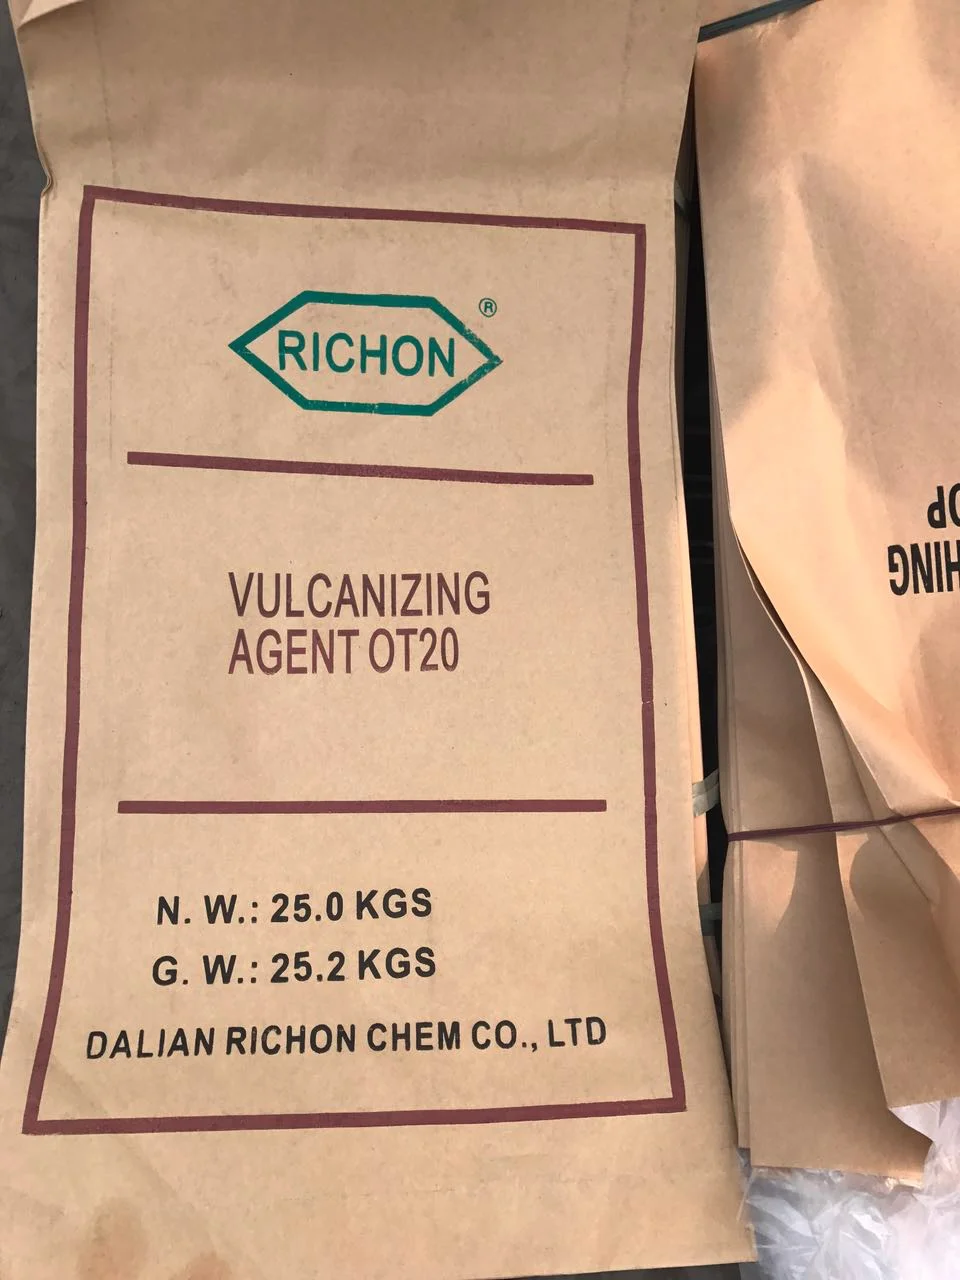 RICHON
®
VULCANIZING
AGENT OT20
N. W.: 25.0 KGS
G. W.: 25.2 KGS
DALIAN RICHON CHEM CO., LTD